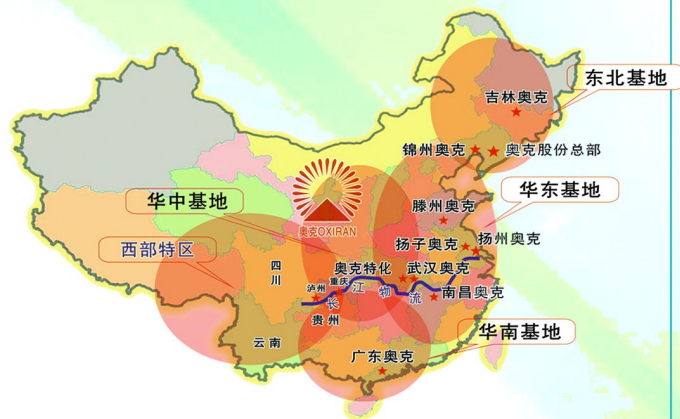 东北基地
吉林奥克
锦州奥克
奥克股份总部
华东基地
华中基地
滕州奥克
奥克OXIRAN
西部特区
扬子奥克
扬州奥克
四川
奥克特化
武汉奥克
重庆
泸州
长江物流
南昌奥克
贵州
华南基地
云南
广东奥克